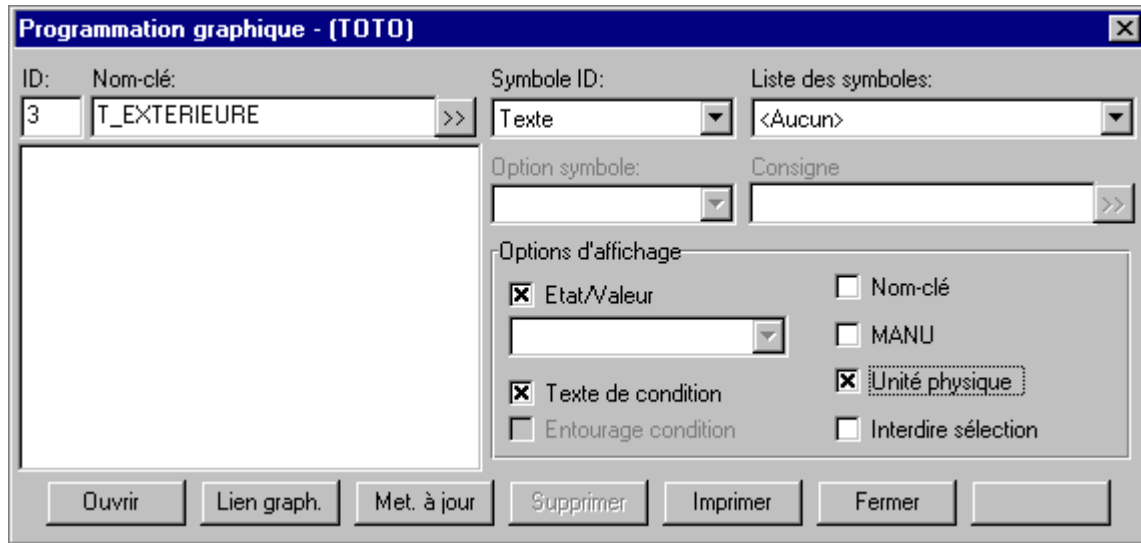 Programmation graphique - (TOTO)
ID: Nom-clé: Symbole ID: Liste des symboles:
3 T_EXTERIEURE >> Texte <Aucun>
Option symbole: Consigne
>>
Options d'affichage
Etat/Valeur Nom-clé
MANU
Texte de condition Unité physique
Entourage condition Interdire sélection
Ouvrir Lien graph. Met. à jour Supprimer Imprimer Fermer